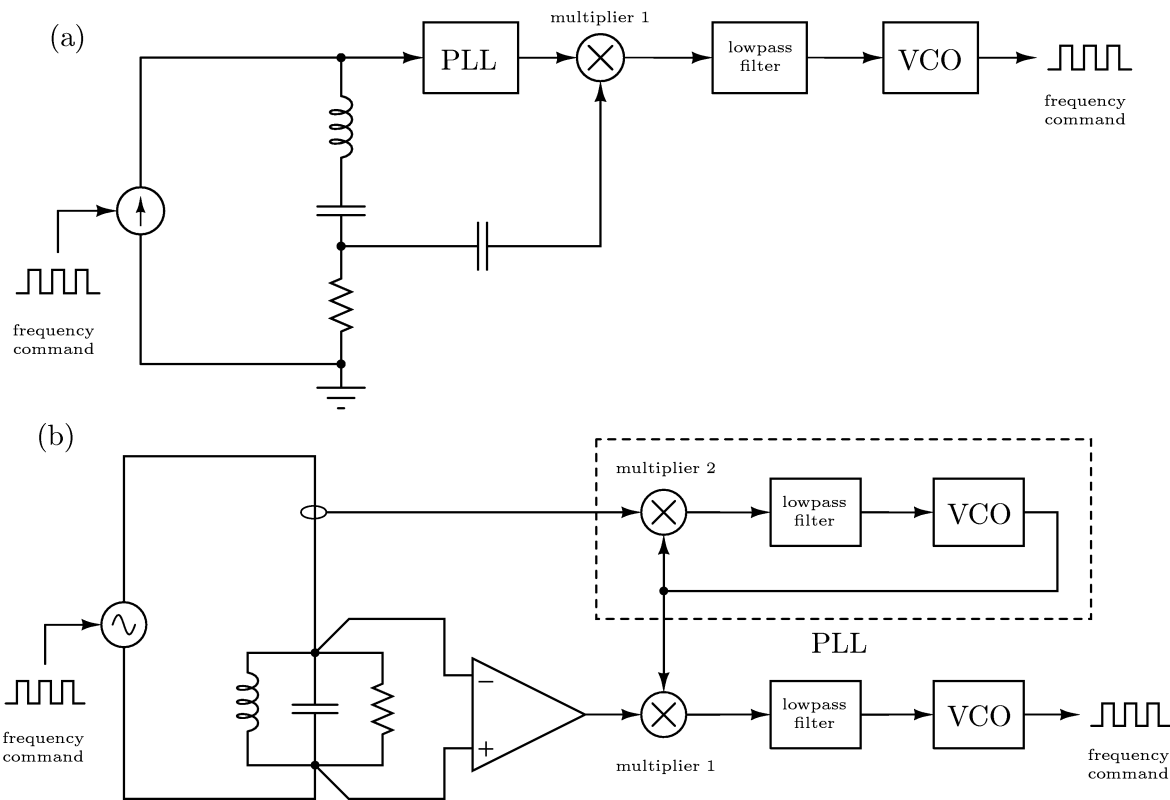 (a)
multiplier 1
PLL
lowpass
filter
VCO
frequency
command
frequency
command
(b)
multiplier 2
lowpass
filter
VCO
PLL
−
+
lowpass
filter
VCO
multiplier 1
frequency
command
frequency
command